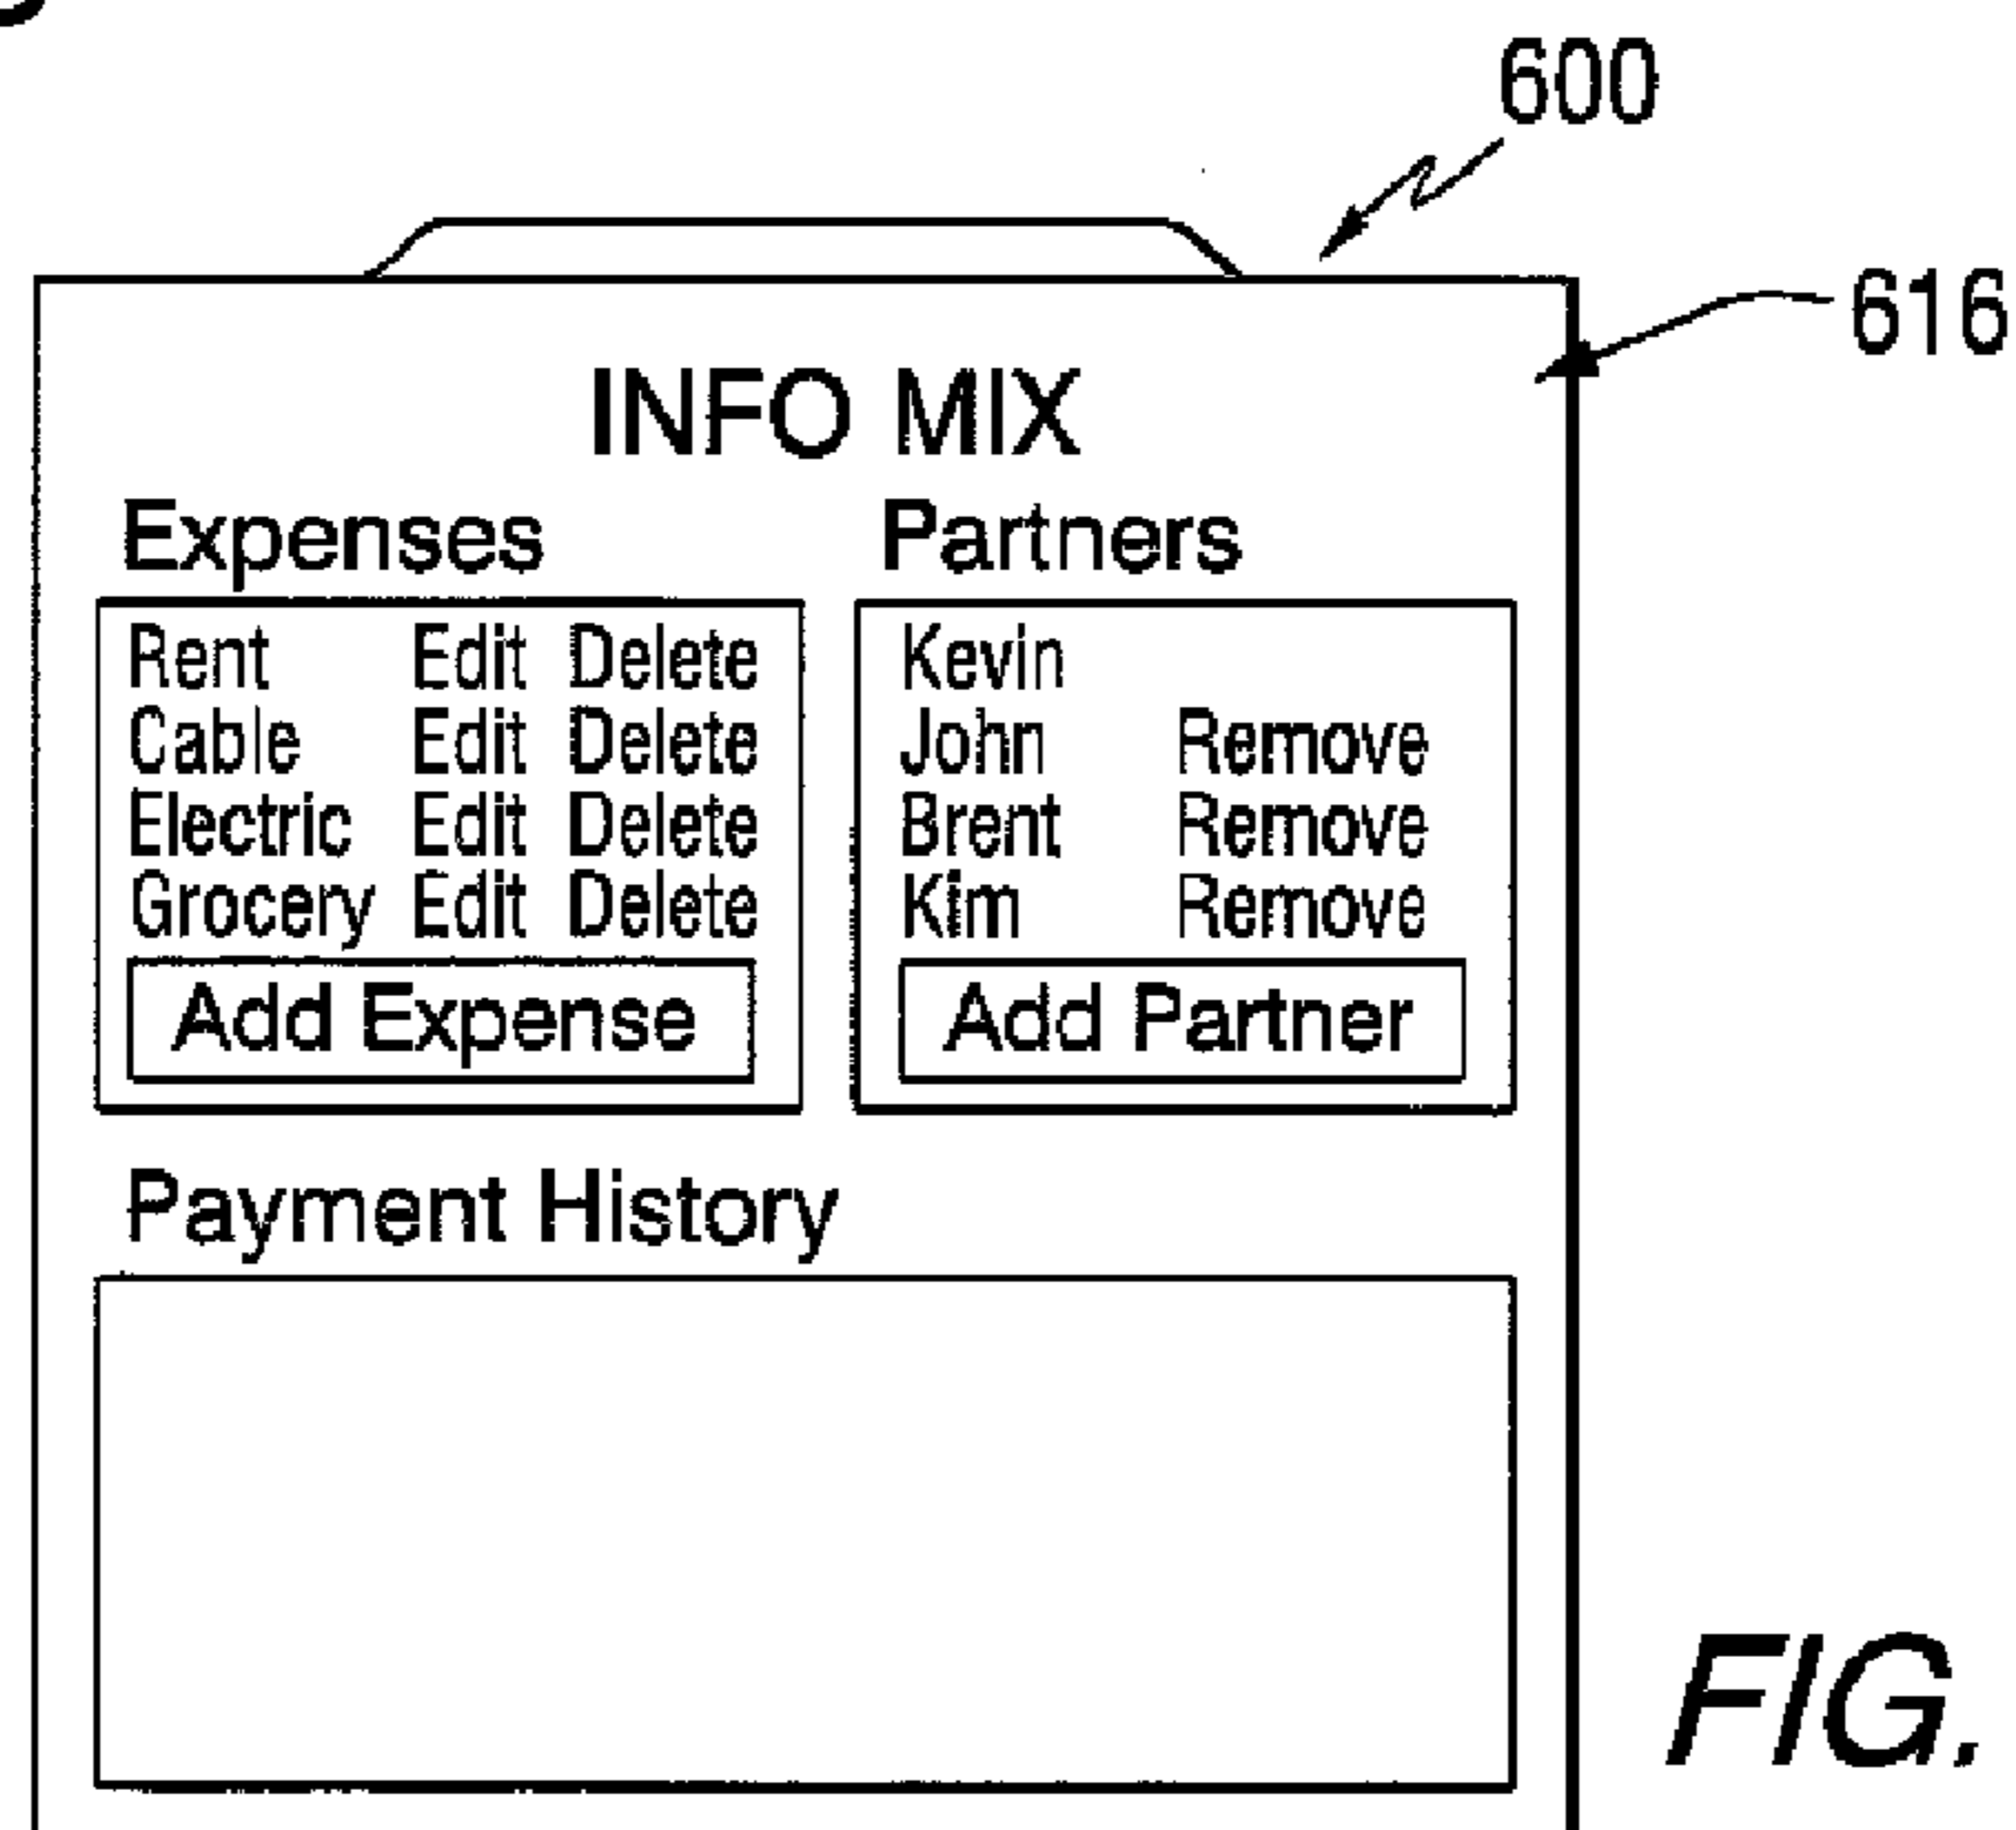 600
616
INFO MIX
Expenses Partners
Rent Edit Delete Kevin
Cable Edit Delete John Remove
Electric Edit Delete Brent Remove
Grocery Edit Delete Kim Remove
Add Expense Add Partner
Payment History
FIG.